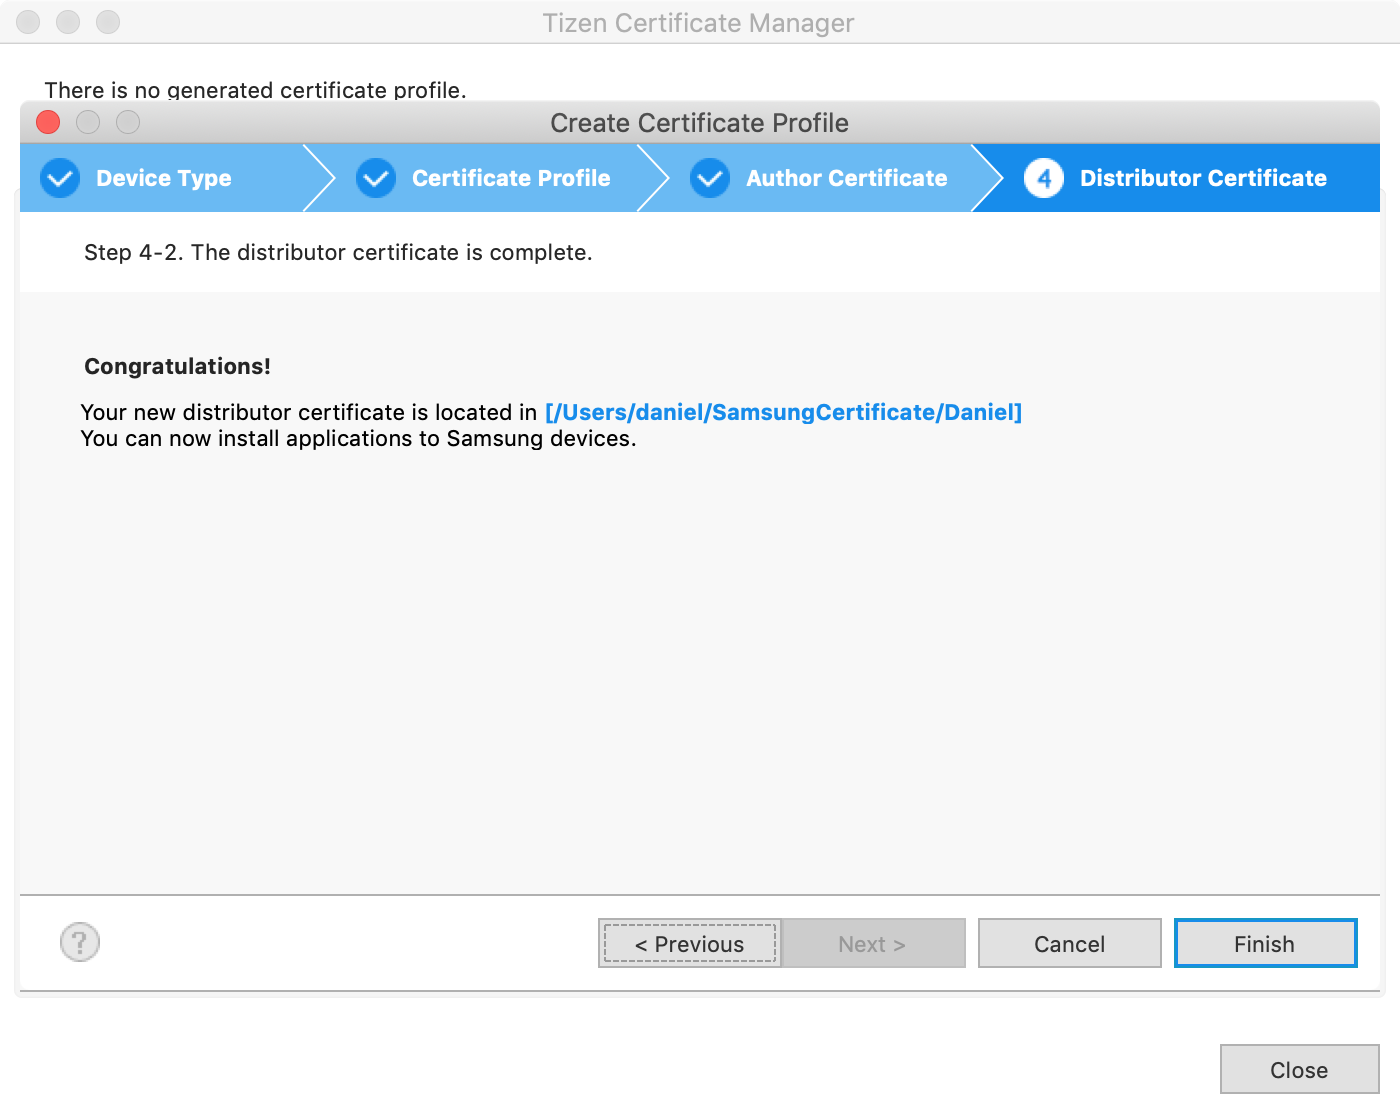 Tizen Certificate Manager
There is no generated certificate profile.
Create Certificate Profile
Device Type
Certificate Profile
Author Certificate
4 Distributor Certificate
Step 4-2. The distributor certificate is complete.
Congratulations!
Your new distributor certificate is located in [/Users/daniel/SamsungCertificate/Daniel]
You can now install applications to Samsung devices.
?
< Previous
Next >
Cancel
Finish
Close